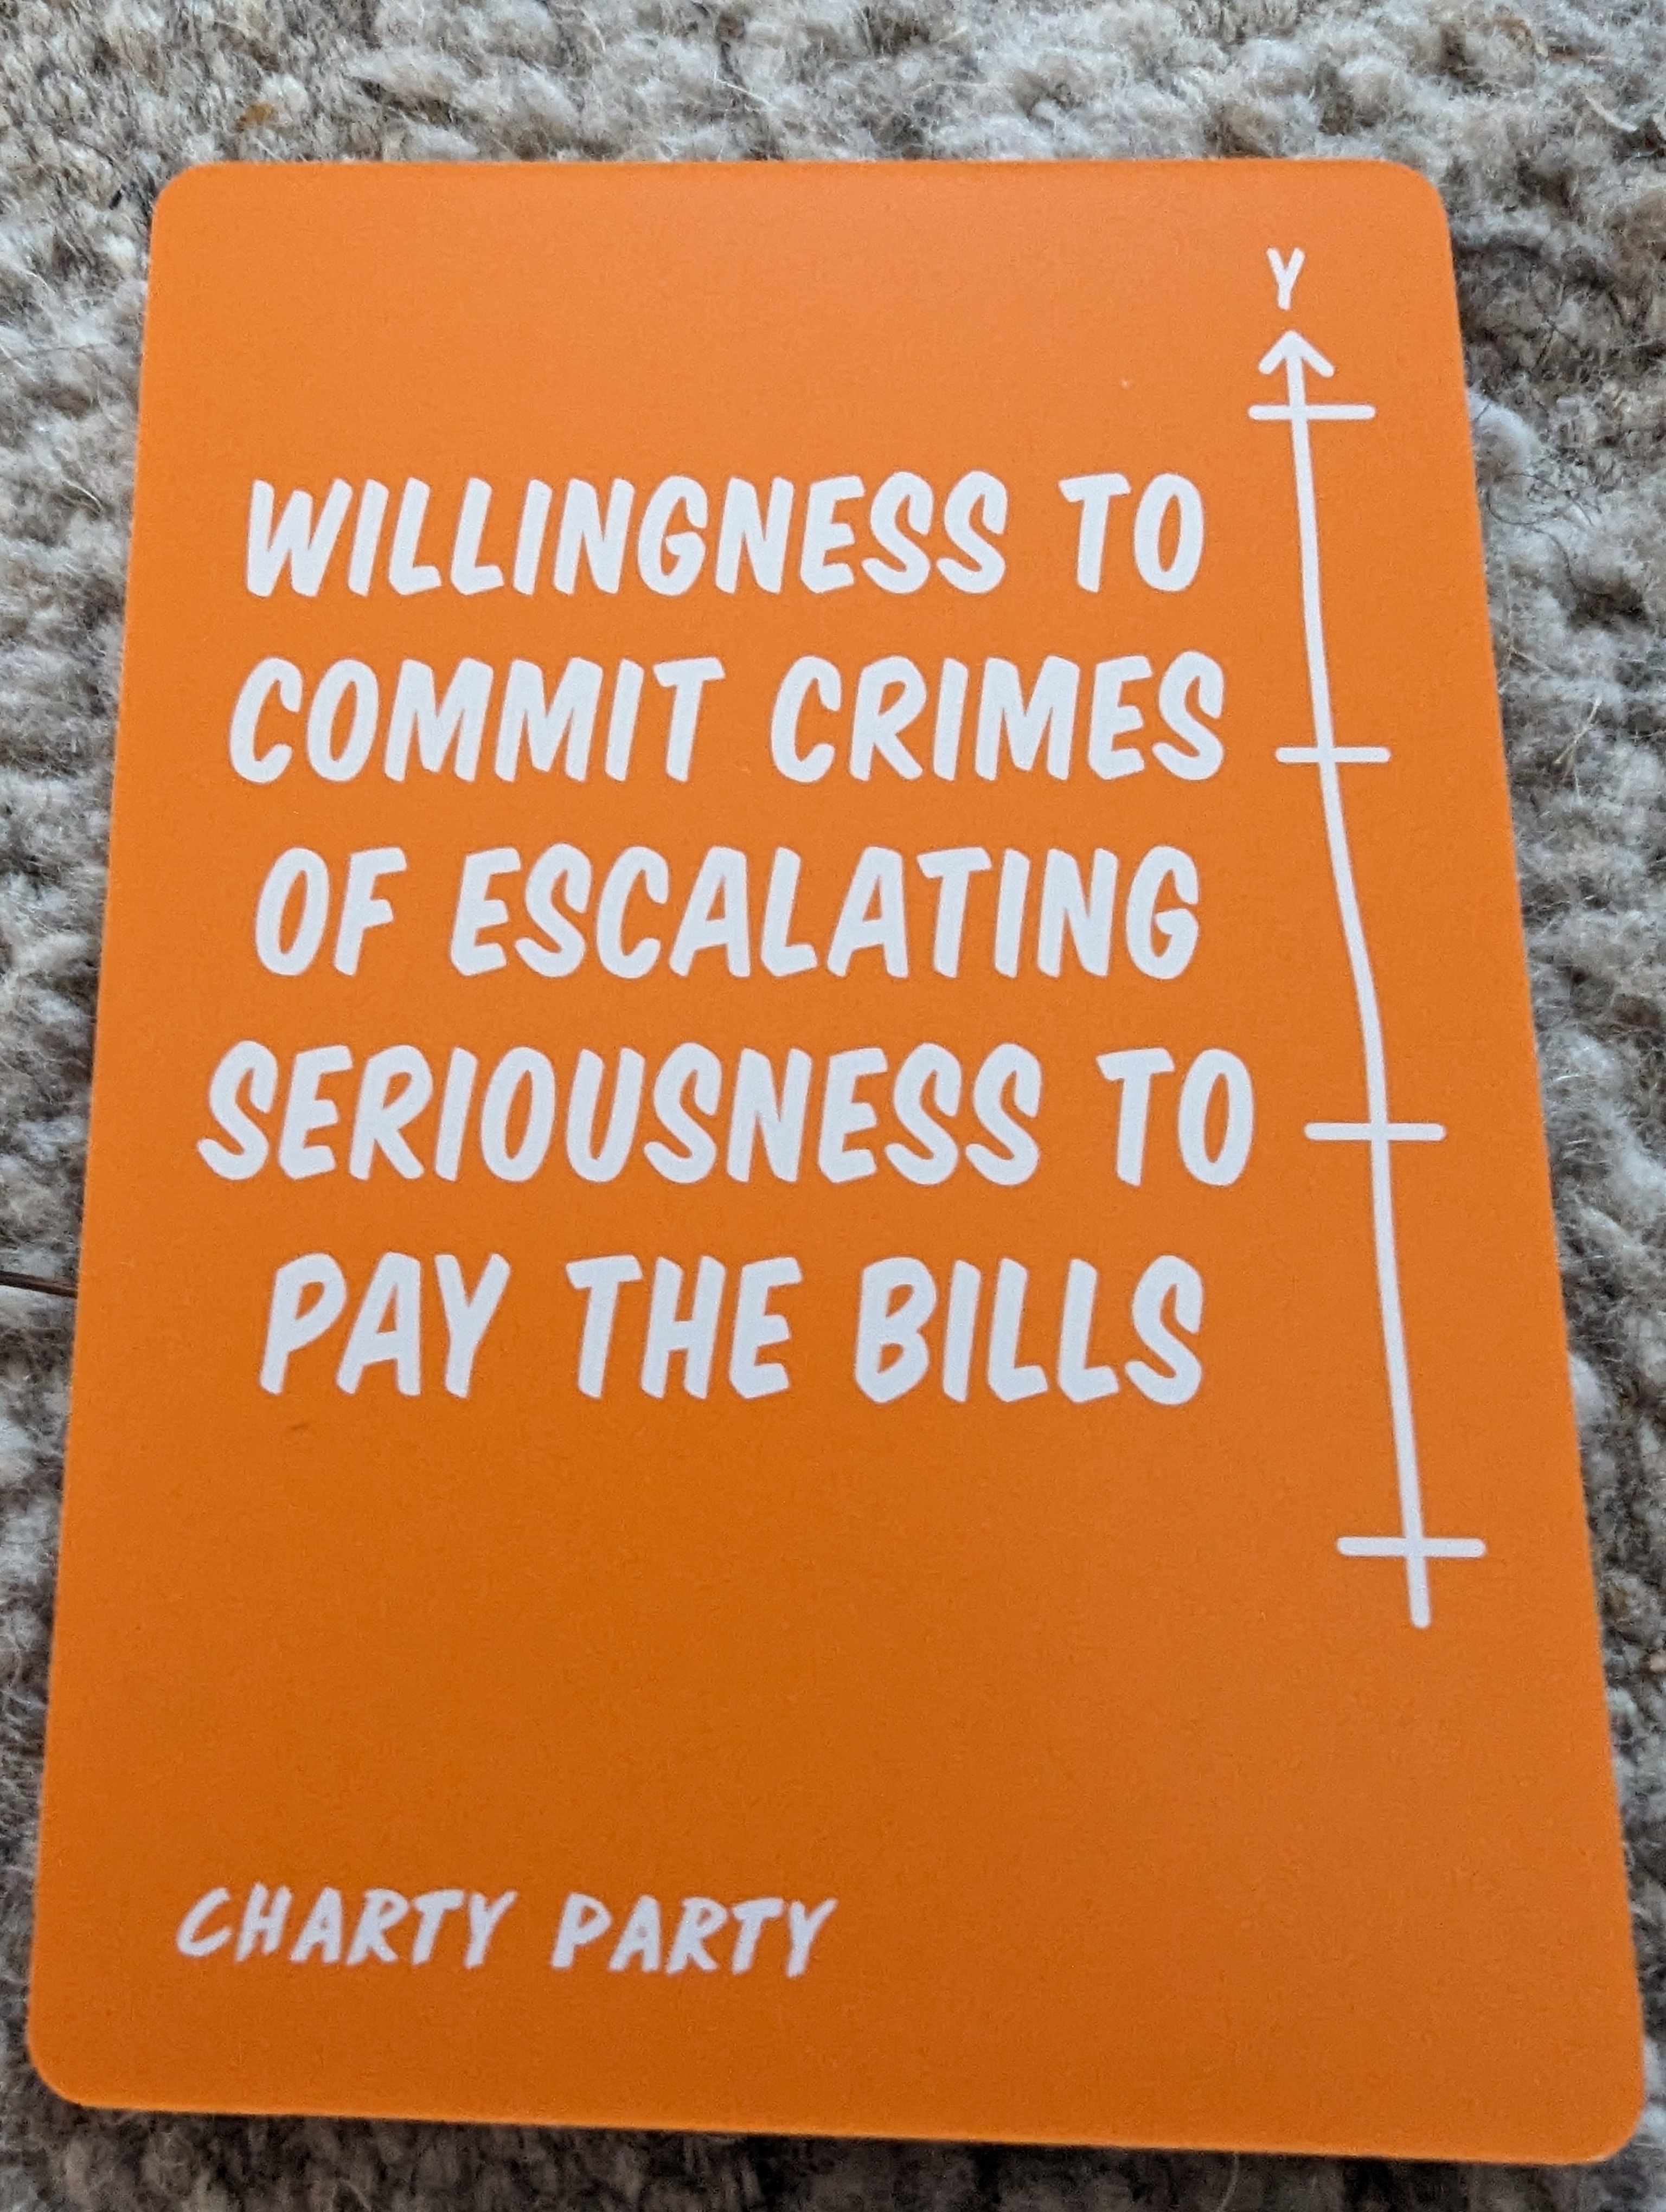 Y
WILLINGNESS TO
COMMIT CRIMES
OF ESCALATING
SERIOUSNESS TO
PAY THE BILLS
CHARTY PARTY